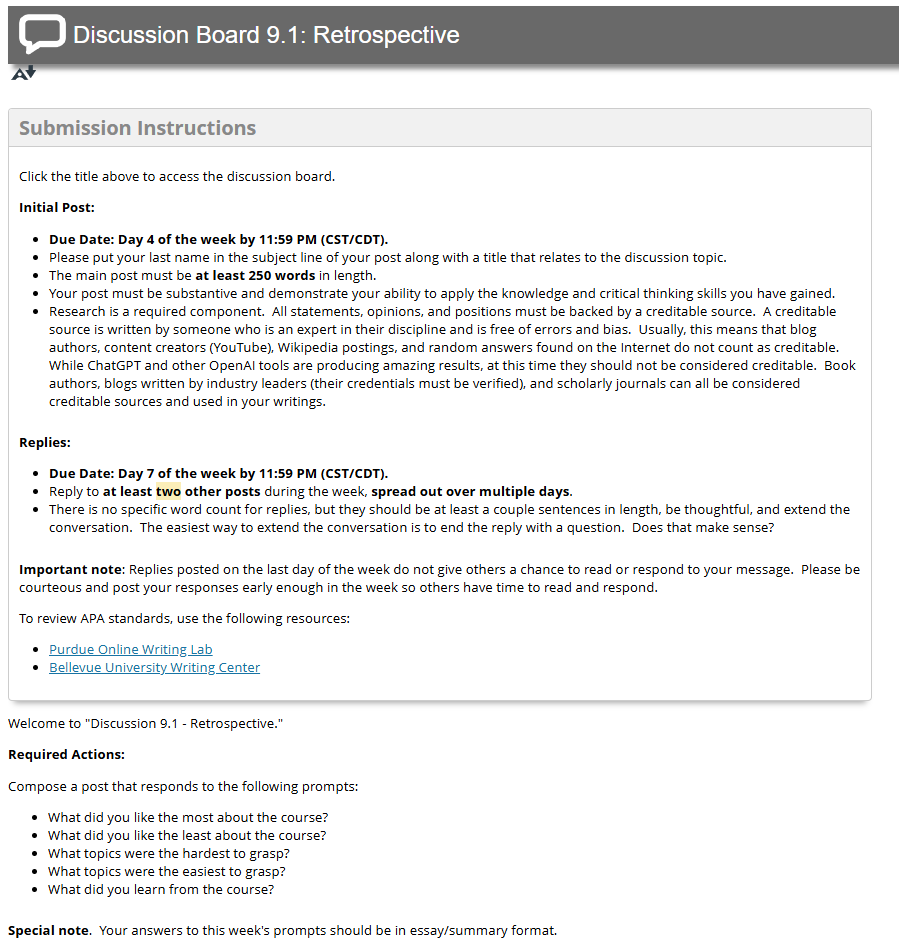 Discussion Board 9.1: Retrospective
A
Submission Instructions
Click the title above to access the discussion board.
Initial Post:
Due Date: Day 4 of the week by 11:59 PM (CST/CDT).
Please put your last name in the subject line of your post along with a title that relates to the discussion topic.
The main post must be at least 250 words in length.
Your post must be substantive and demonstrate your ability to apply the knowledge and critical thinking skills you have gained.
Research is a required component.  All statements, opinions, and positions must be backed by a creditable source.  A creditable
source is written by someone who is an expert in their discipline and is free of errors and bias.  Usually, this means that blog
authors, content creators (YouTube), Wikipedia postings, and random answers found on the Internet do not count as creditable.
While ChatGPT and other OpenAI tools are producing amazing results, at this time they should not be considered creditable.  Book
authors, blogs written by industry leaders (their credentials must be verified), and scholarly journals can all be considered
creditable sources and used in your writings.
Replies:
Due Date: Day 7 of the week by 11:59 PM (CST/CDT).
Reply to at least two other posts during the week, spread out over multiple days.
There is no specific word count for replies, but they should be at least a couple sentences in length, be thoughtful, and extend the
conversation.  The easiest way to extend the conversation is to end the reply with a question.  Does that make sense?
Important note: Replies posted on the last day of the week do not give others a chance to read or respond to your message.  Please be
courteous and post your responses early enough in the week so others have time to read and respond.
To review APA standards, use the following resources:
Purdue Online Writing Lab
Bellevue University Writing Center
Welcome to "Discussion 9.1 - Retrospective."
Required Actions:
Compose a post that responds to the following prompts:
What did you like the most about the course?
What did you like the least about the course?
What topics were the hardest to grasp?
What topics were the easiest to grasp?
What did you learn from the course?
Special note.  Your answers to this week's prompts should be in essay/summary format.